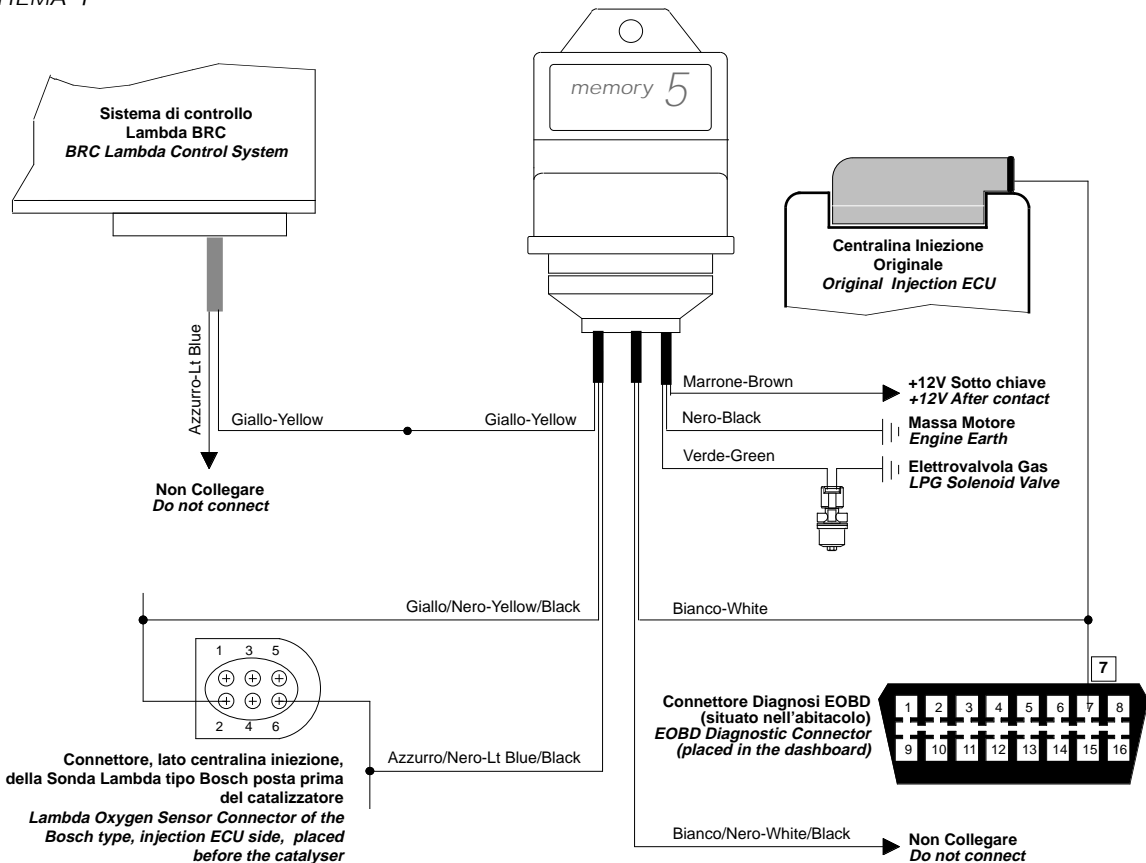 HEMA 1
Sistema di controllo
Lambda BRC
BRC Lambda Control System
memory 5
Centralina Iniezione
Originale
Original Injection ECU
Azzurro-Lt Blue
Giallo-Yellow
Giallo-Yellow
Non Collegare
Do not connect
Marrone-Brown
+12V Sotto chiave
+12V After contact
Nero-Black
Massa Motore
Engine Earth
Verde-Green
Elettrovalvola Gas
LPG Solenoid Valve
Giallo/Nero-Yellow/Black
Bianco-White
1 3 5
2 4 6
7
Connettore Diagnosi EOBD
(situato nell'abitacolo)
EOBD Diagnostic Connector
(placed in the dashboard)
1 2 3 4 5 6 7 8
9 10 11 12 13 14 15 16
Connettore, lato centralina iniezione,
della Sonda Lambda tipo Bosch posta prima
del catalizzatore
Lambda Oxygen Sensor Connector of the
Bosch type, injection ECU side, placed
before the catalyser
Azzurro/Nero-Lt Blue/Black
Bianco/Nero-White/Black
Non Collegare
Do not connect